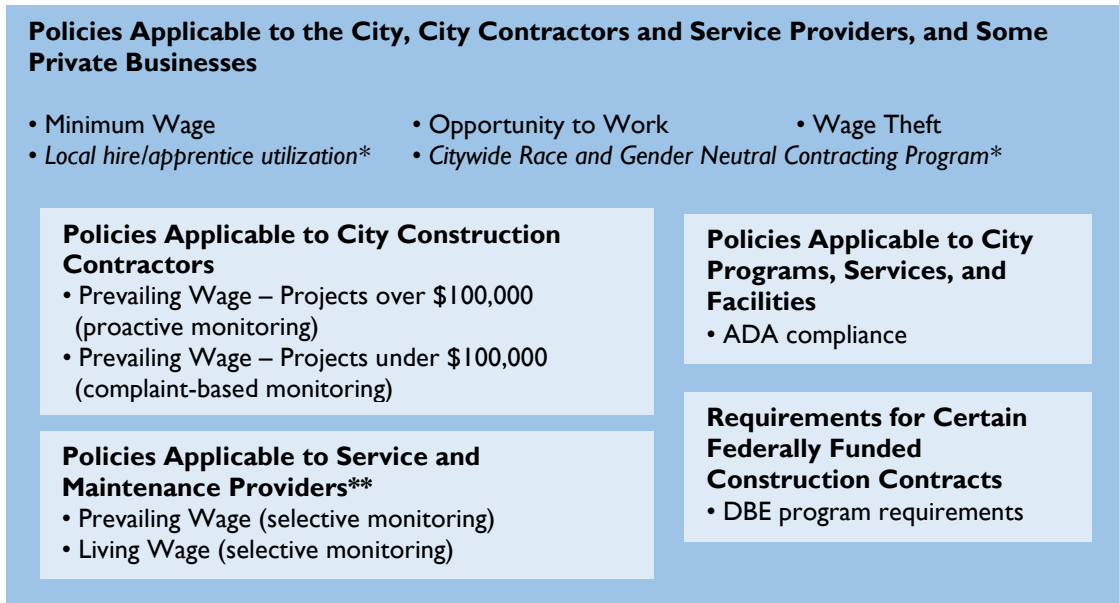 Policies Applicable to the City, City Contractors and Service Providers, and Some
Private Businesses
• Minimum Wage
• Opportunity to Work
• Wage Theft
• Local hire/apprentice utilization*
• Citywide Race and Gender Neutral Contracting Program*
Policies Applicable to City Construction
Contractors
• Prevailing Wage – Projects over $100,000
(proactive monitoring)
• Prevailing Wage – Projects under $100,000
(complaint-based monitoring)
Policies Applicable to Service and
Maintenance Providers**
• Prevailing Wage (selective monitoring)
• Living Wage (selective monitoring)
Policies Applicable to City
Programs, Services, and
Facilities
• ADA compliance
Requirements for Certain
Federally Funded
Construction Contracts
• DBE program requirements